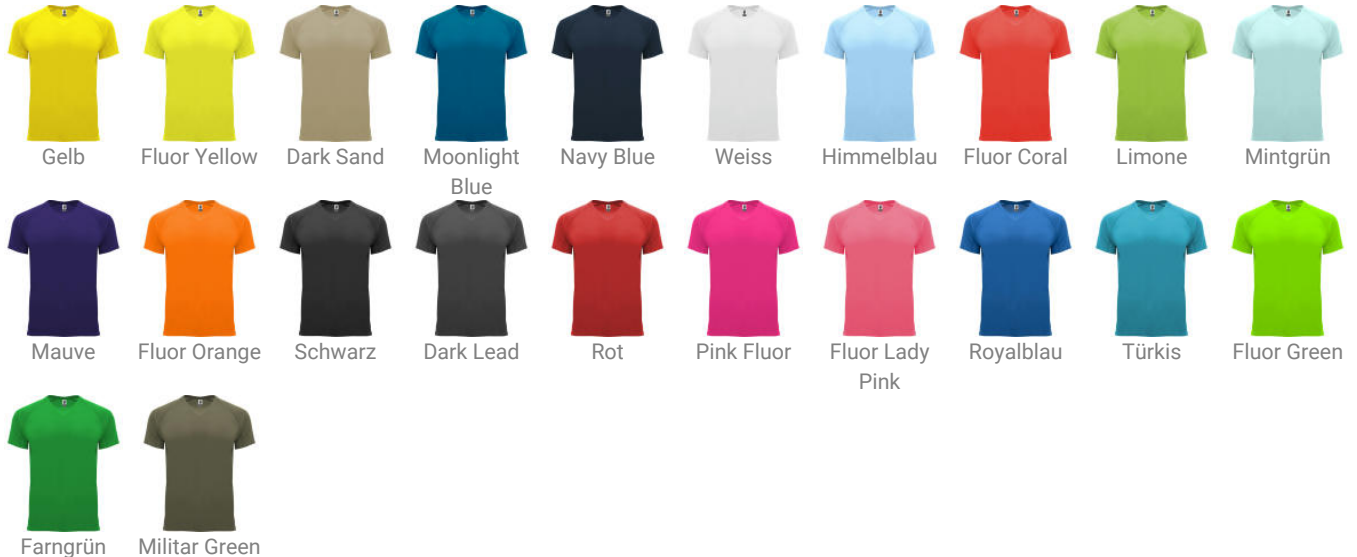 Gelb
Fluor Yellow
Dark Sand
Moonlight
Blue
Navy Blue
Weiss
Himmelblau
Fluor Coral
Limone
Mintgrün
Mauve
Fluor Orange
Schwarz
Dark Lead
Rot
Pink Fluor
Fluor Lady
Pink
Royalblau
Türkis
Fluor Green
Farngrün
Militar Green